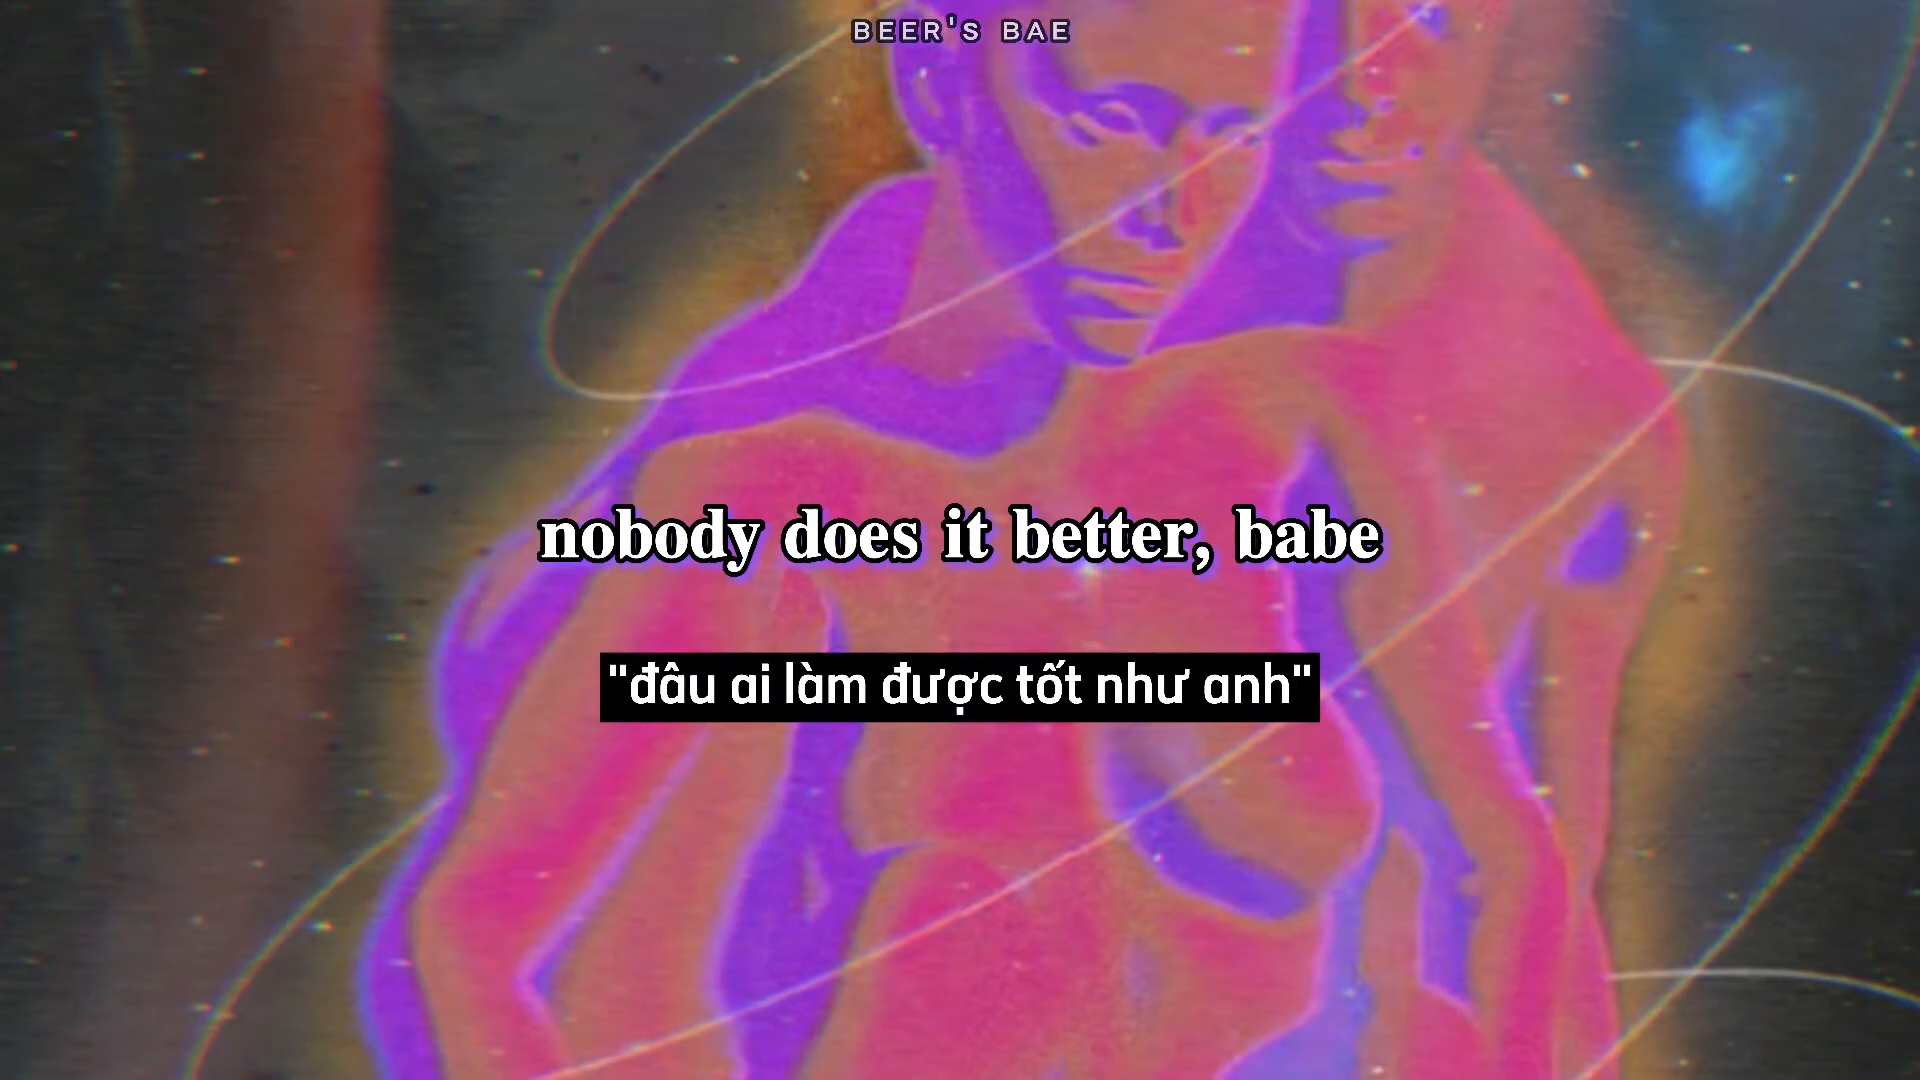 BEER'S BAE
nobody does it better, babe
"đâu ai làm được tốt như anh"